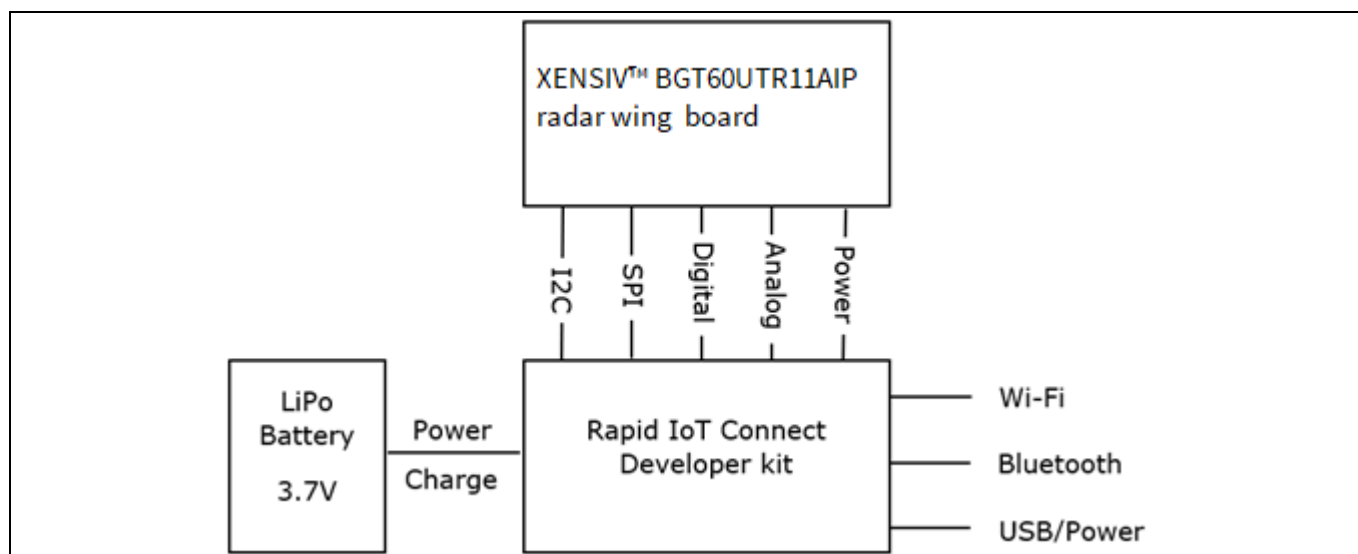 XENSIV™ BGT60UTR11AIP
radar wing board
I2C
SPI
Digital
Analog
Power
LiPo
Battery
3.7V
Power
Charge
Rapid IoT Connect
Developer kit
Wi-Fi
Bluetooth
USB/Power